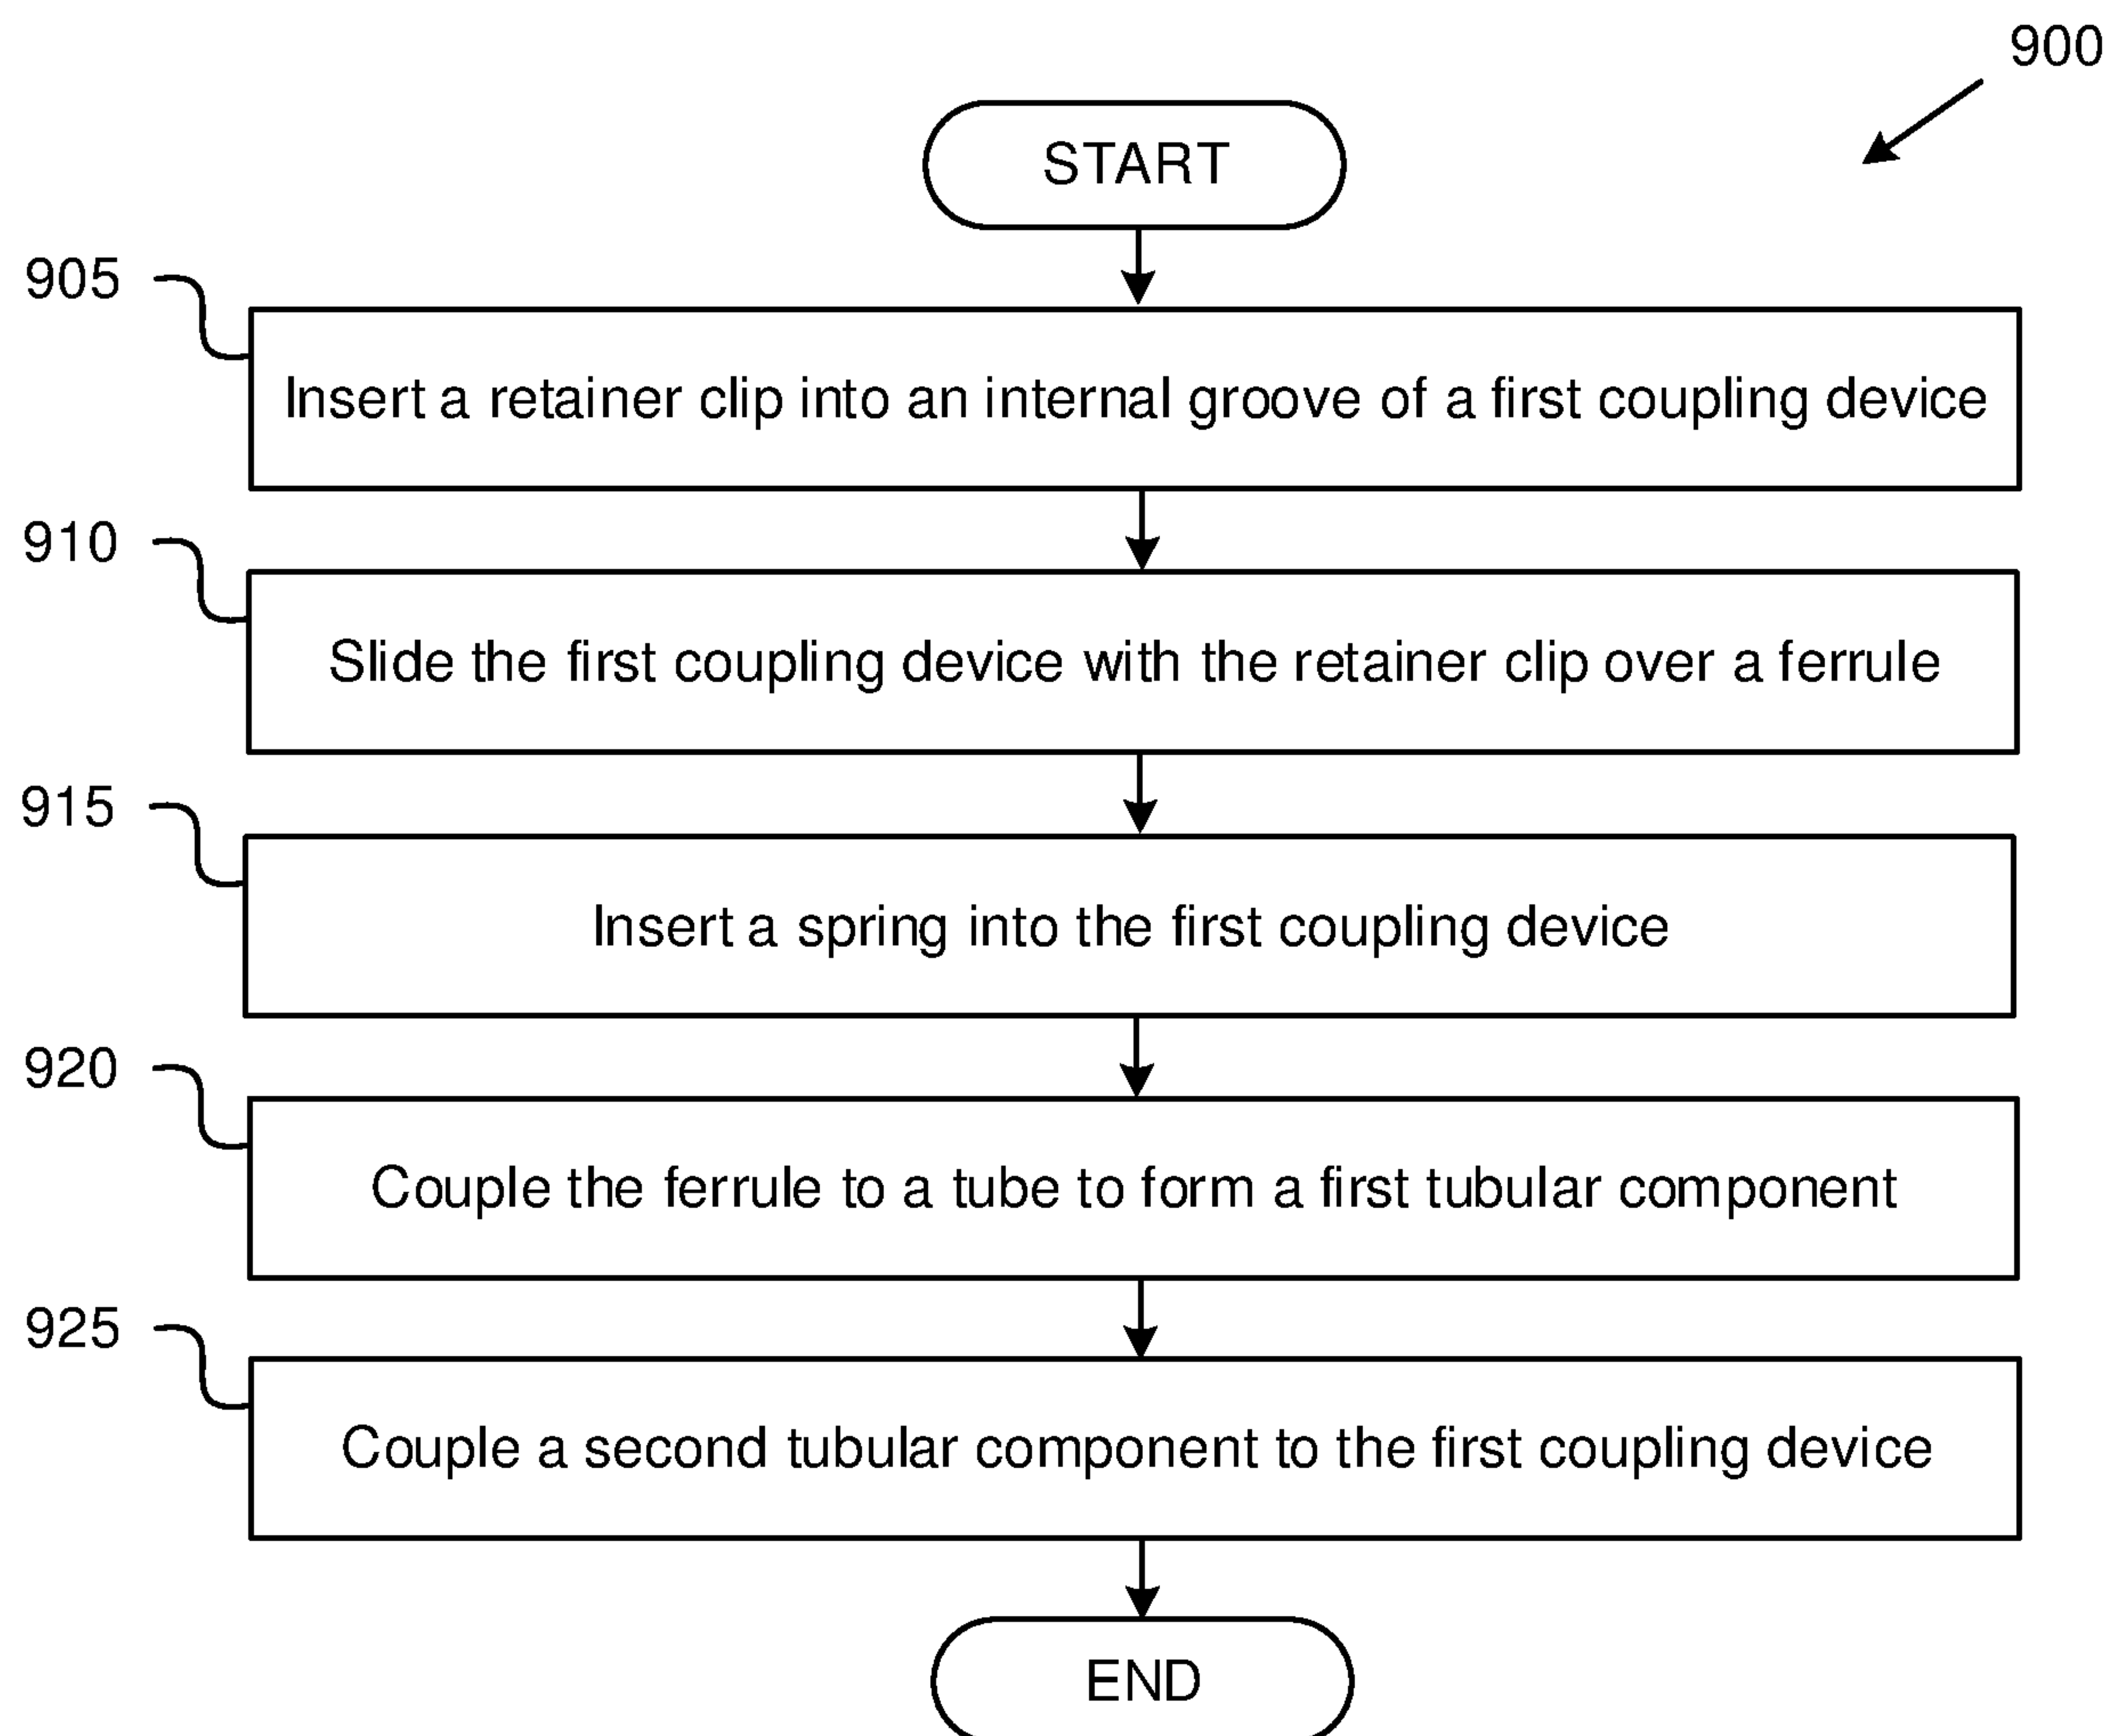 900
START
905
Insert a retainer clip into an internal groove of a first coupling device
910
Slide the first coupling device with the retainer clip over a ferrule
915
Insert a spring into the first coupling device
920
Couple the ferrule to a tube to form a first tubular component
925
Couple a second tubular component to the first coupling device
END